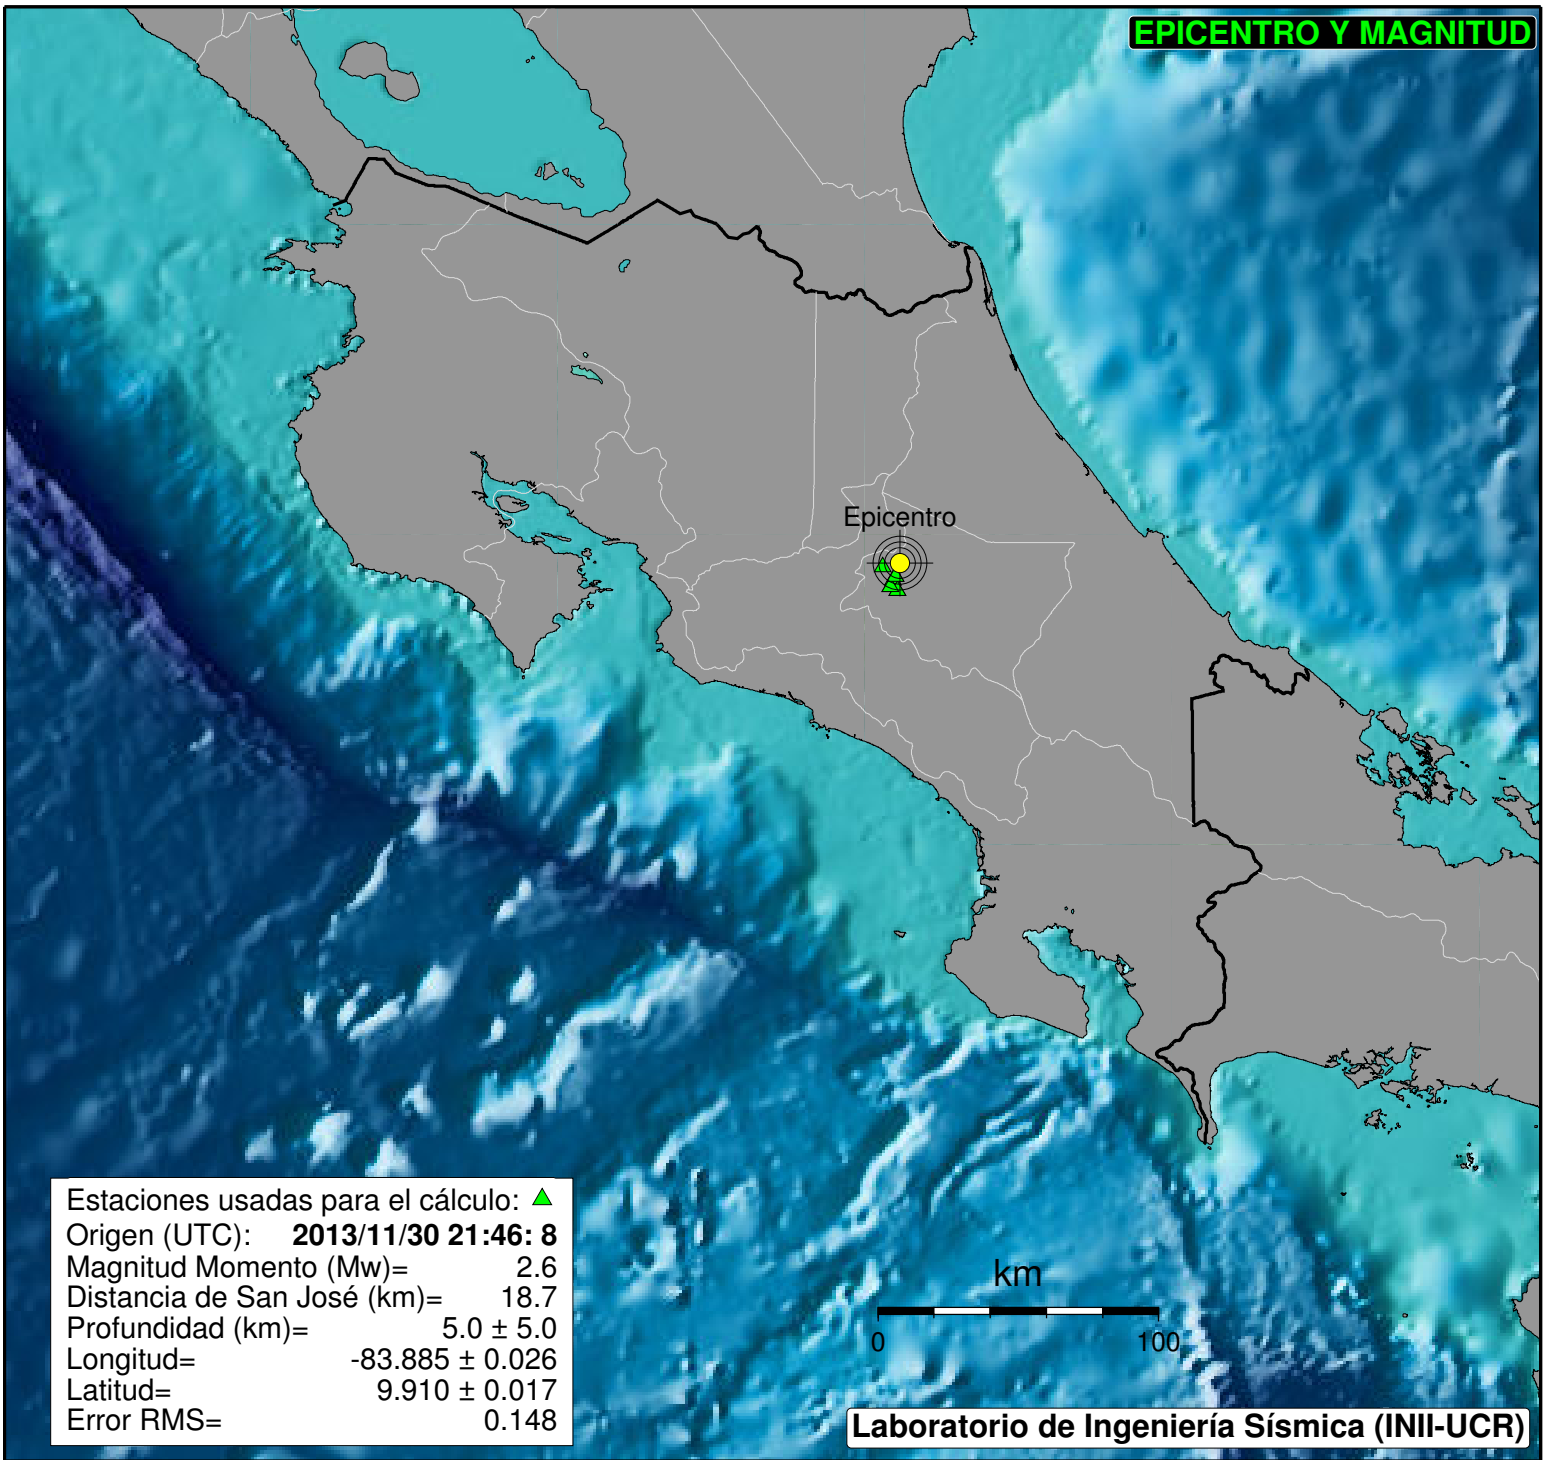 EPICENTRO Y MAGNITUD
Epicentro
Estaciones usadas para el cálculo:
Origen (UTC): 2013/11/30 21:46: 8
Magnitud Momento (Mw)= 2.6
Distancia de San José (km)= 18.7
Profundidad (km)= 5.0 ± 5.0
Longitud= -83.885 ± 0.026
Latitud= 9.910 ± 0.017
Error RMS= 0.148
km
0 100
Laboratorio de Ingeniería Sísmica (INII-UCR)